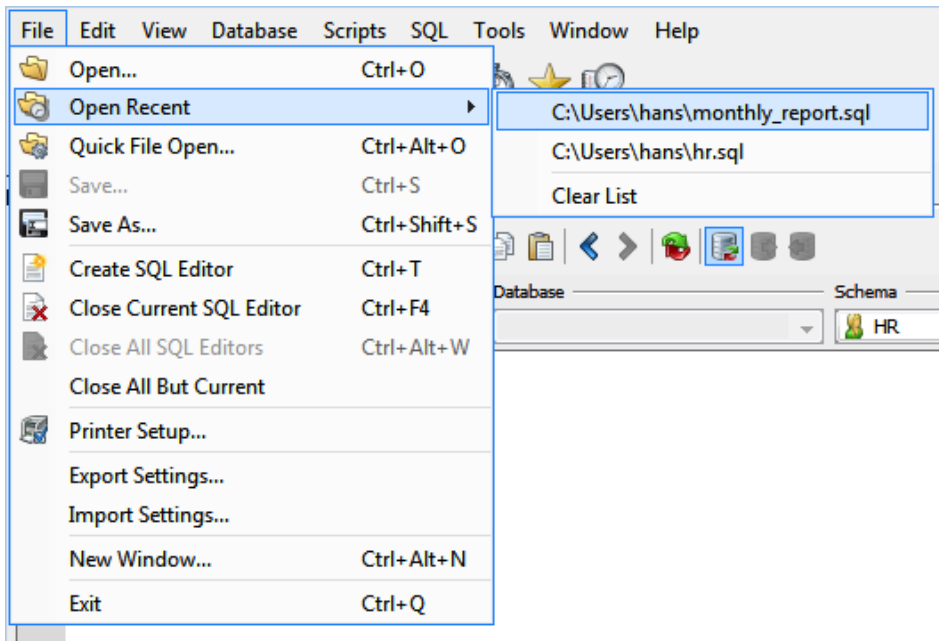 File Edit View Database Scripts SQL Tools Window Help
Open... Ctrl+O
Open Recent
C:\Users\hans\monthly_report.sql
Quick File Open... Ctrl+Alt+O
C:\Users\hans\hr.sql
Save... Ctrl+S
Clear List
Save As... Ctrl+Shift+S
Create SQL Editor Ctrl+T
Database Schema
Close Current SQL Editor Ctrl+F4
HR
Close All SQL Editors Ctrl+Alt+W
Close All But Current
Printer Setup...
Export Settings...
Import Settings...
New Window... Ctrl+Alt+N
Exit Ctrl+Q